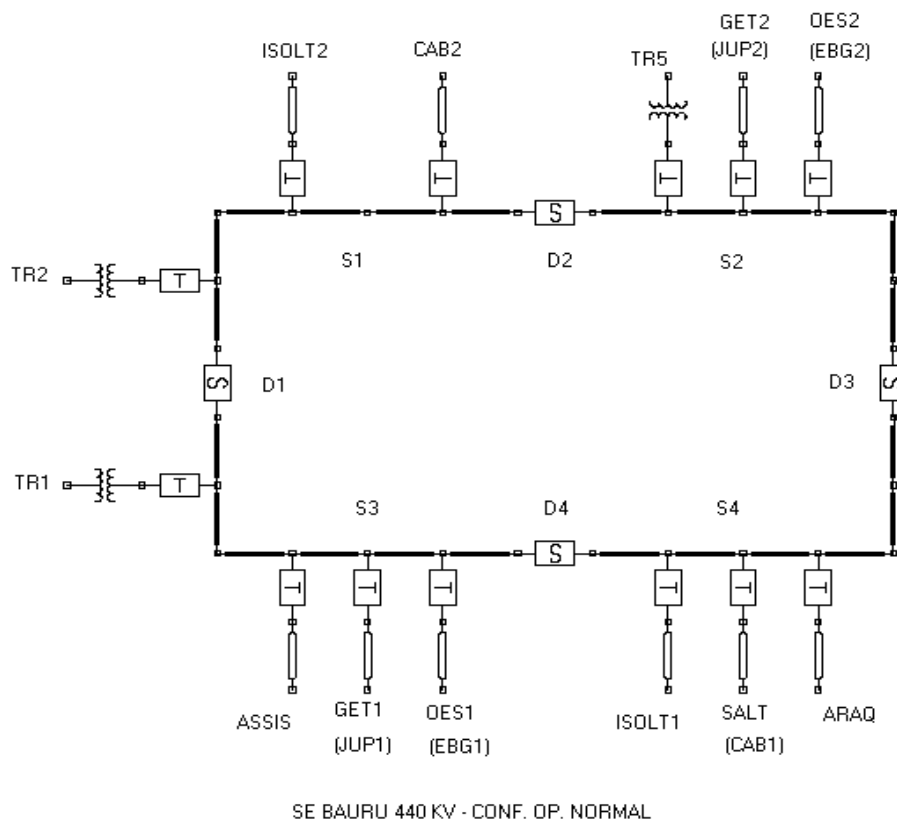 ISOLT2
CAB2
TR5
GET2
(JUP2)
OES2
(EBG2)
T
T
T
T
T
S
S1
D2
S2
TR2
T
S
D1
D3
S
TR1
T
S3
D4
S4
S
T
T
T
T
T
T
ASSIS
GET1
(JUP1)
OES1
(EBG1)
ISOLT1
SALT
(CAB1)
ARAQ
SE BAURU 440 KV - CONF. OP. NORMAL